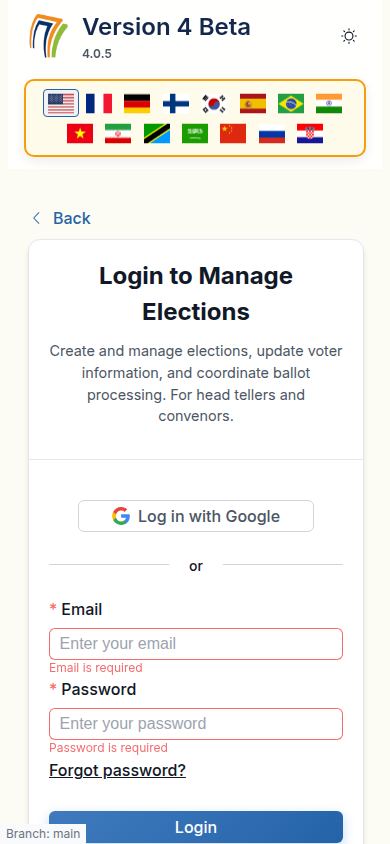 Version 4 Beta
4.0.5
Back
Login to Manage
Elections
Create and manage elections, update voter
information, and coordinate ballot
processing. For head tellers and
convenors.
Log in with Google
or
* Email
Enter your email
Email is required
* Password
Enter your password
Password is required
Forgot password?
Login
Branch: main